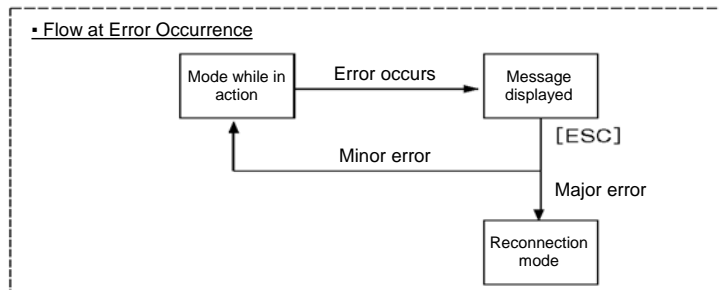 ▪ Flow at Error Occurrence
Mode while in
action
Error occurs
Message
displayed
[ESC]
Minor error
Major error
Reconnection
mode